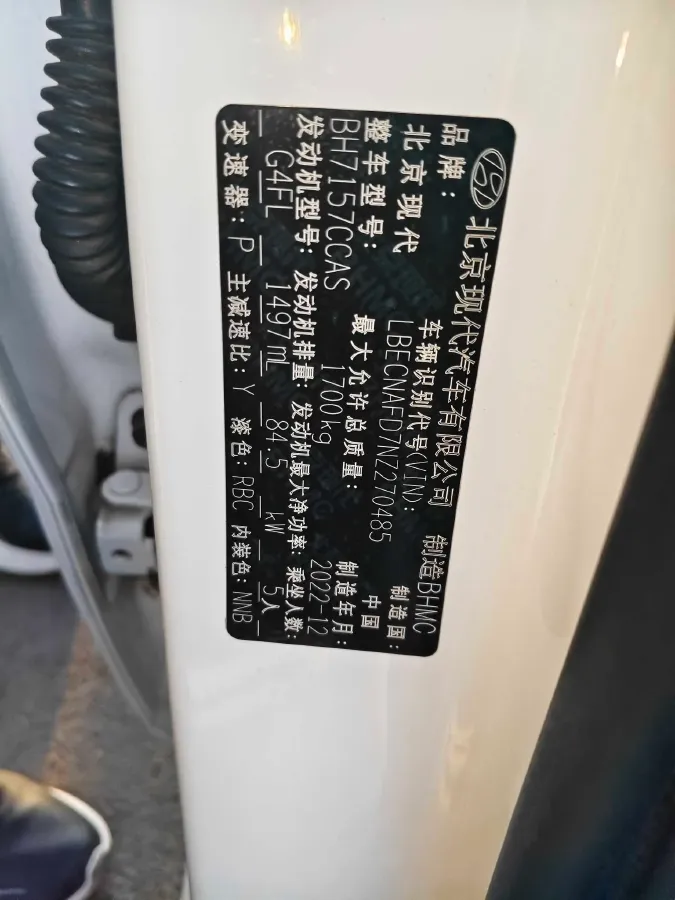 北京现代汽车有限公司 制造BHMC
品牌: 车辆识别代号(VIN): 制造国:
北京现代 LBECNAFD7NZ270485 中国
整车型号: 最大允许总质量: 制造年月:
BH7157CCAS 1700kg 2022-12
发动机型号: 发动机排量: 发动机最大净功率: 乘坐人数:
G4FL 1497mL 84.5 kW 5人
变速器: P 主减速比: Y 漆色: RBC 内装色: NNB